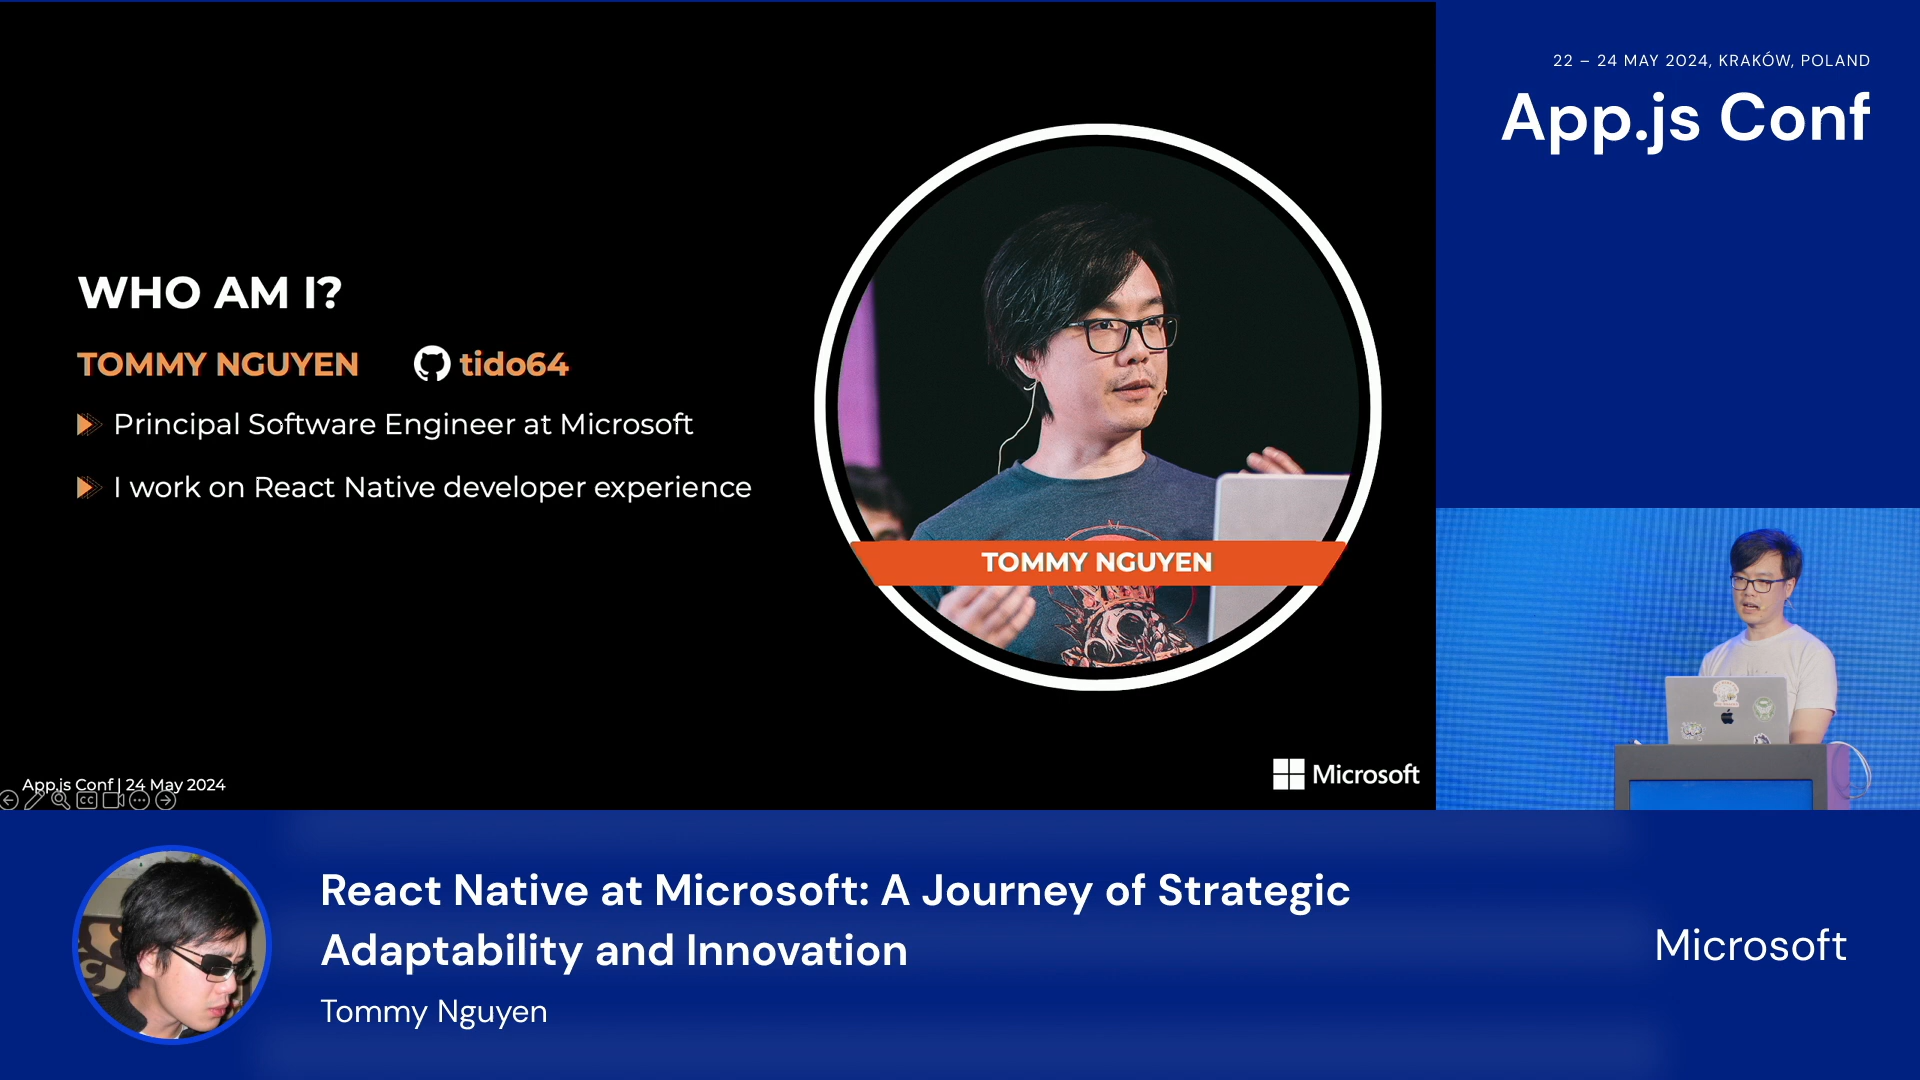 WHO AM I?
TOMMY NGUYEN tido64
Principal Software Engineer at Microsoft
I work on React Native developer experience
TOMMY NGUYEN
App.js Conf | 24 May 2024
CC
Microsoft
22 – 24 MAY 2024, KRAKÓW, POLAND
App.js Conf
React Native at Microsoft: A Journey of Strategic
Adaptability and Innovation
Tommy Nguyen
Microsoft